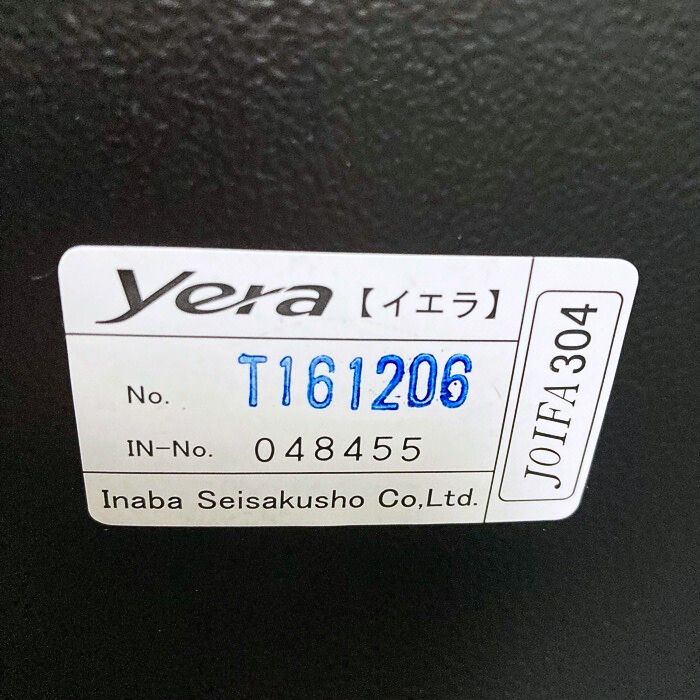 yera【イエラ】
No. T161206
IN-No. 048455
Inaba Seisakusho Co,Ltd.
JOIFA304